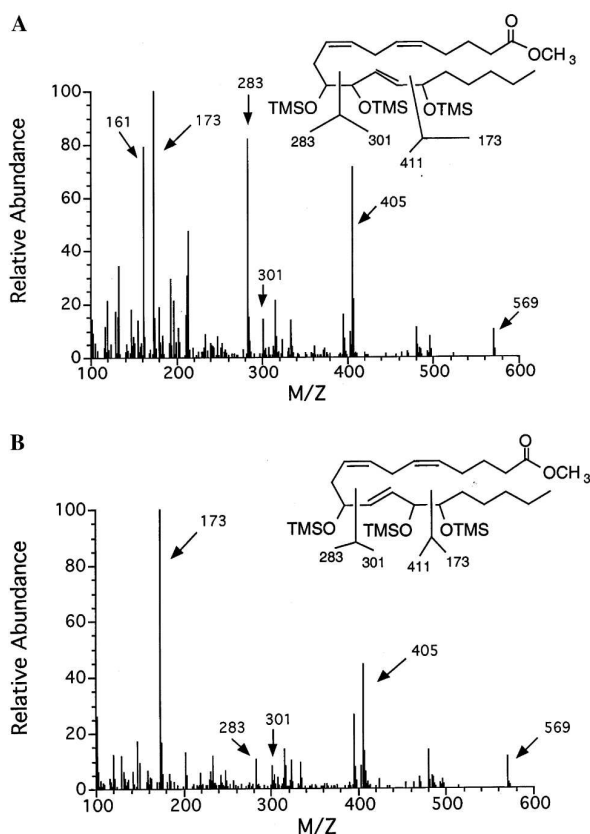 A
O
OCH3
TMSO OTMS OTMS
283 301 411 173
Relative Abundance
100
80
60
40
20
0
161
173
283
301
405
569
100 200 300 400 500 600
M/Z
B
O
OCH3
TMSO TMSO OTMS
283 301 411 173
Relative Abundance
100
80
60
40
20
0
173
283
301
405
569
100 200 300 400 500 600
M/Z